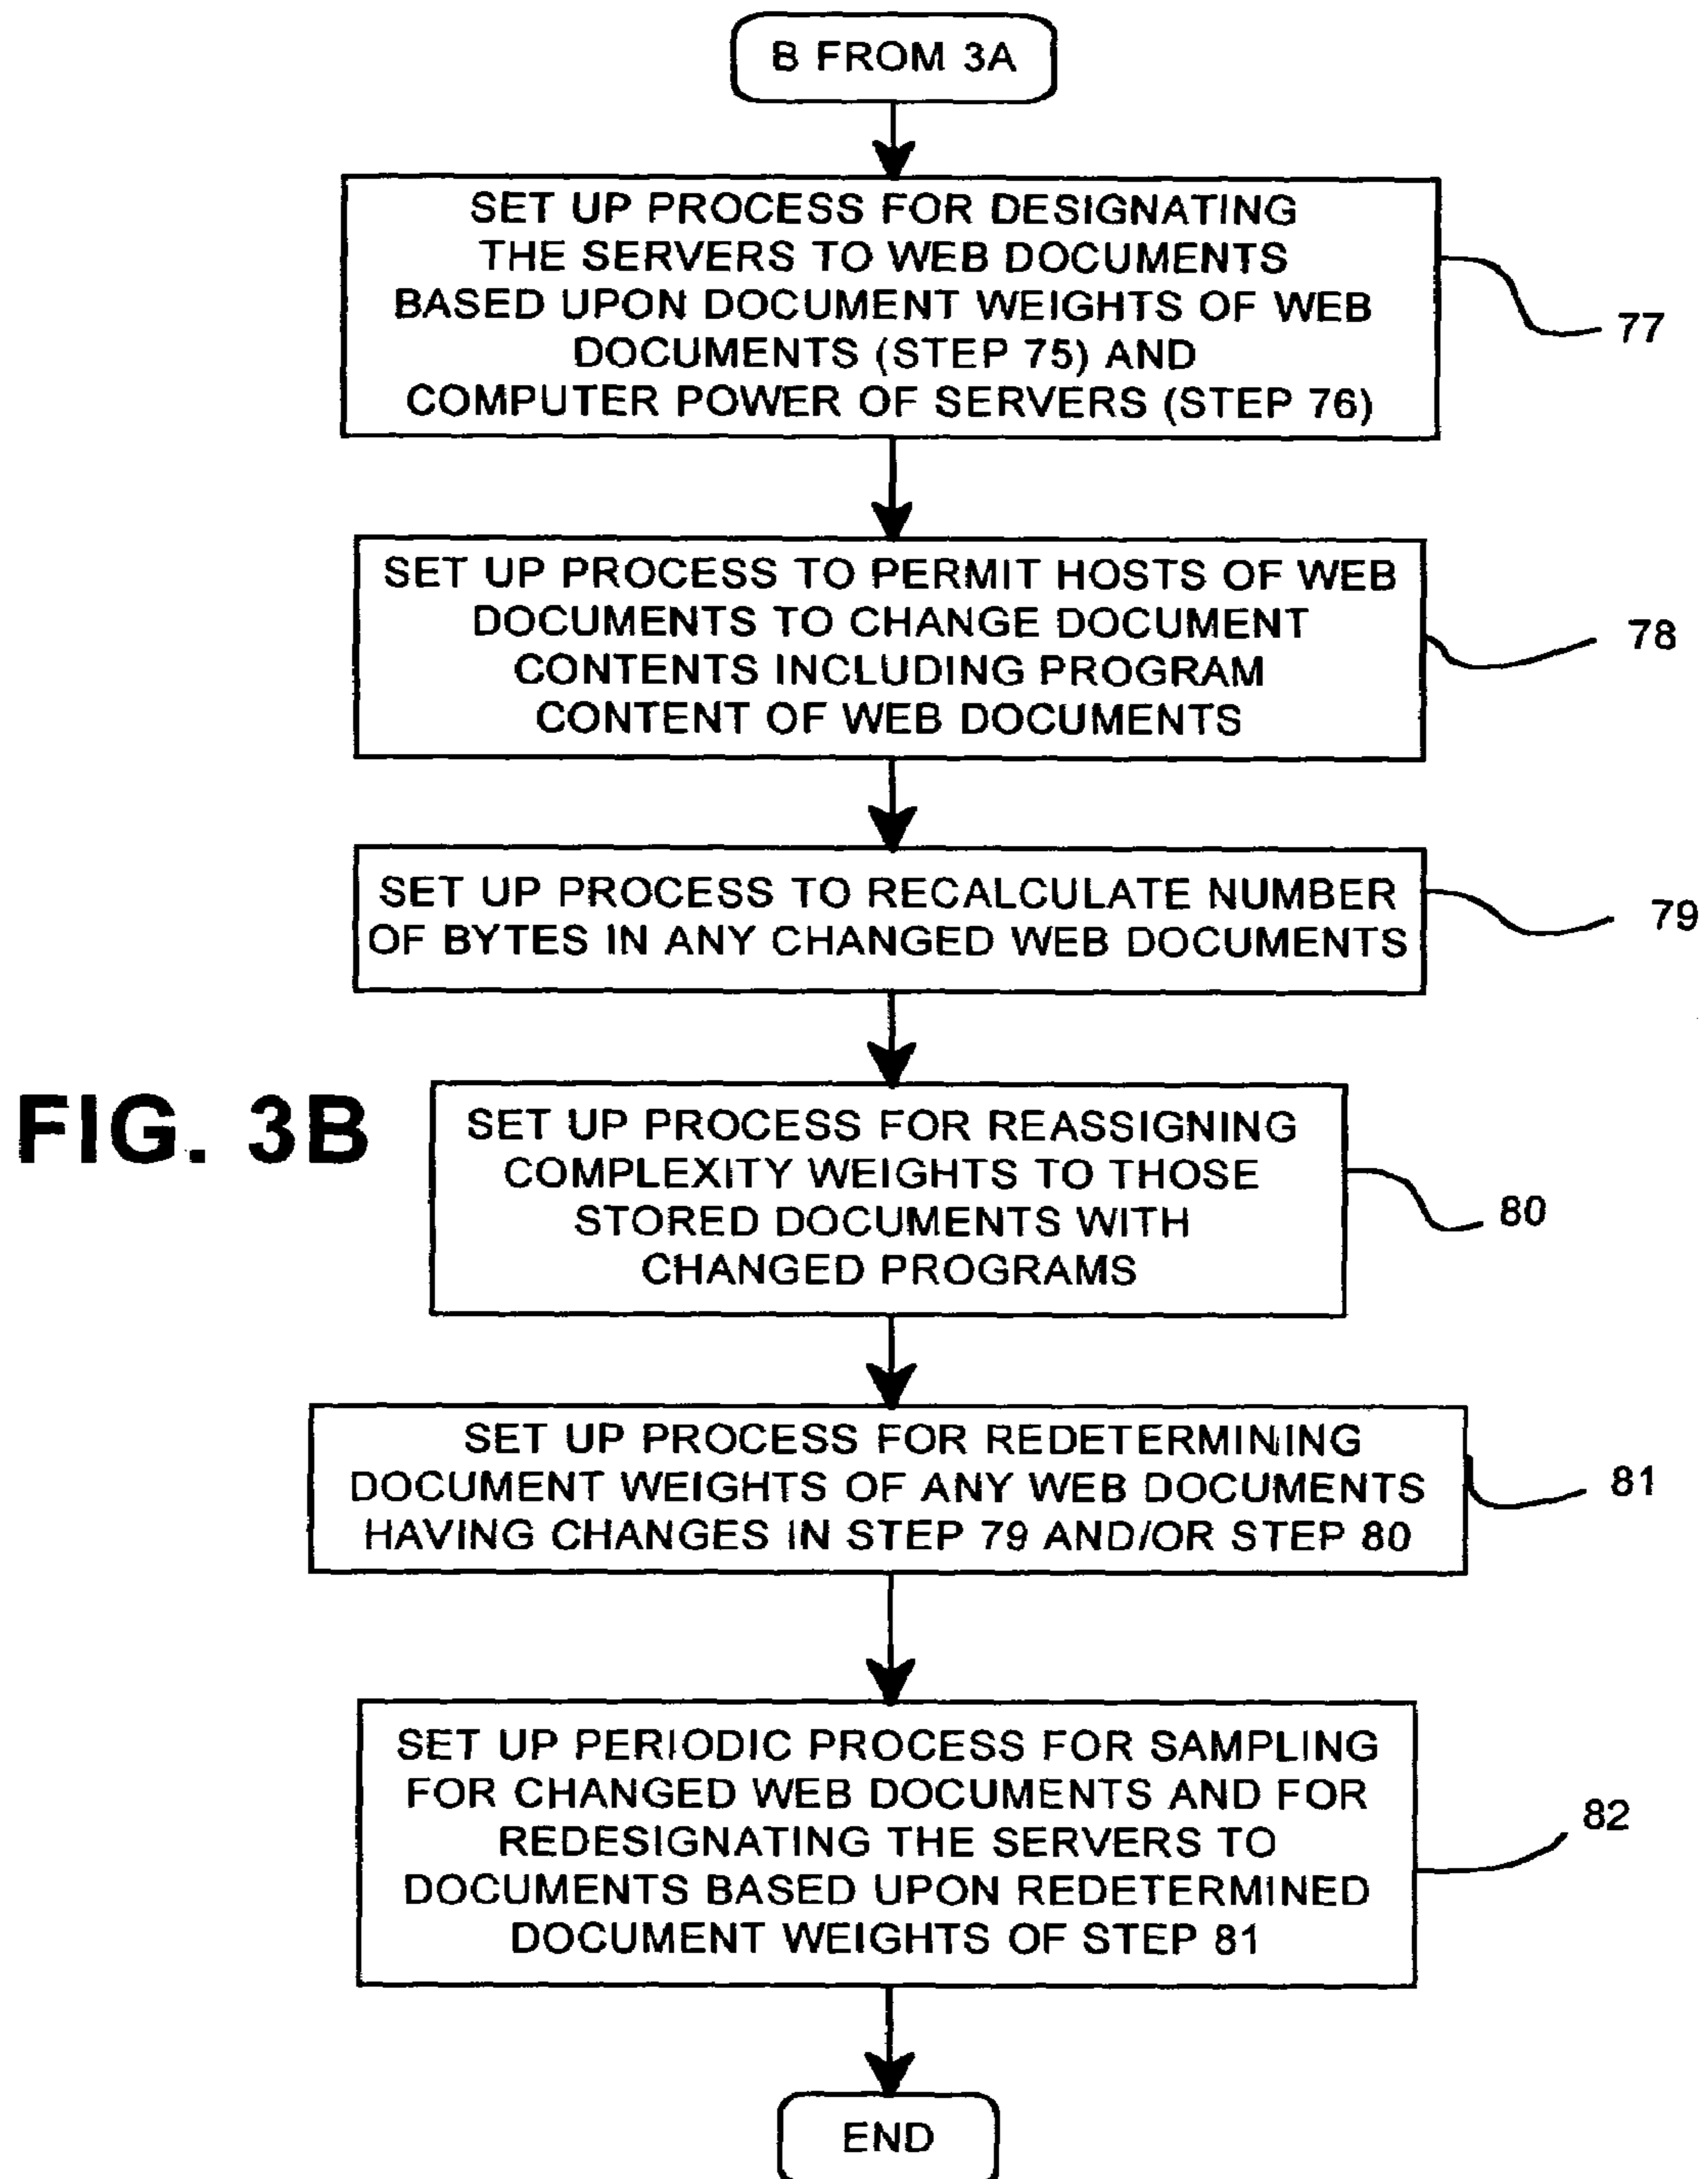 B FROM 3A
SET UP PROCESS FOR DESIGNATING
THE SERVERS TO WEB DOCUMENTS
BASED UPON DOCUMENT WEIGHTS OF WEB
DOCUMENTS (STEP 75) AND
COMPUTER POWER OF SERVERS (STEP 76)
77
SET UP PROCESS TO PERMIT HOSTS OF WEB
DOCUMENTS TO CHANGE DOCUMENT
CONTENTS INCLUDING PROGRAM
CONTENT OF WEB DOCUMENTS
78
SET UP PROCESS TO RECALCULATE NUMBER
OF BYTES IN ANY CHANGED WEB DOCUMENTS
79
FIG. 3B
SET UP PROCESS FOR REASSIGNING
COMPLEXITY WEIGHTS TO THOSE
STORED DOCUMENTS WITH
CHANGED PROGRAMS
80
SET UP PROCESS FOR REDETERMINING
DOCUMENT WEIGHTS OF ANY WEB DOCUMENTS
HAVING CHANGES IN STEP 79 AND/OR STEP 80
81
SET UP PERIODIC PROCESS FOR SAMPLING
FOR CHANGED WEB DOCUMENTS AND FOR
REDESIGNATING THE SERVERS TO
DOCUMENTS BASED UPON REDETERMINED
DOCUMENT WEIGHTS OF STEP 81
82
END